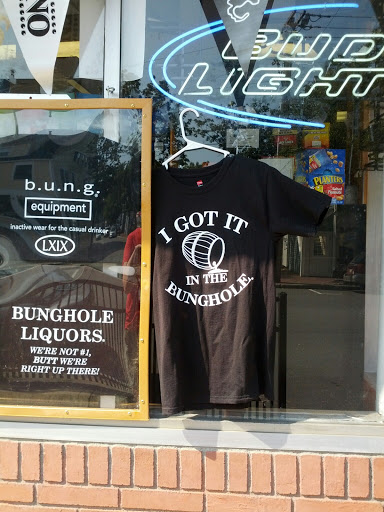 NO
BUD
LIGHT
PLANTERS
b.u.n.g.
equipment
inactive wear for the casual drinker
LXIX
BUNGHOLE
LIQUORS.
WE'RE NOT #1,
BUTT WE'RE
RIGHT UP THERE!
I GOT IT
IN THE
BUNGHOLE.